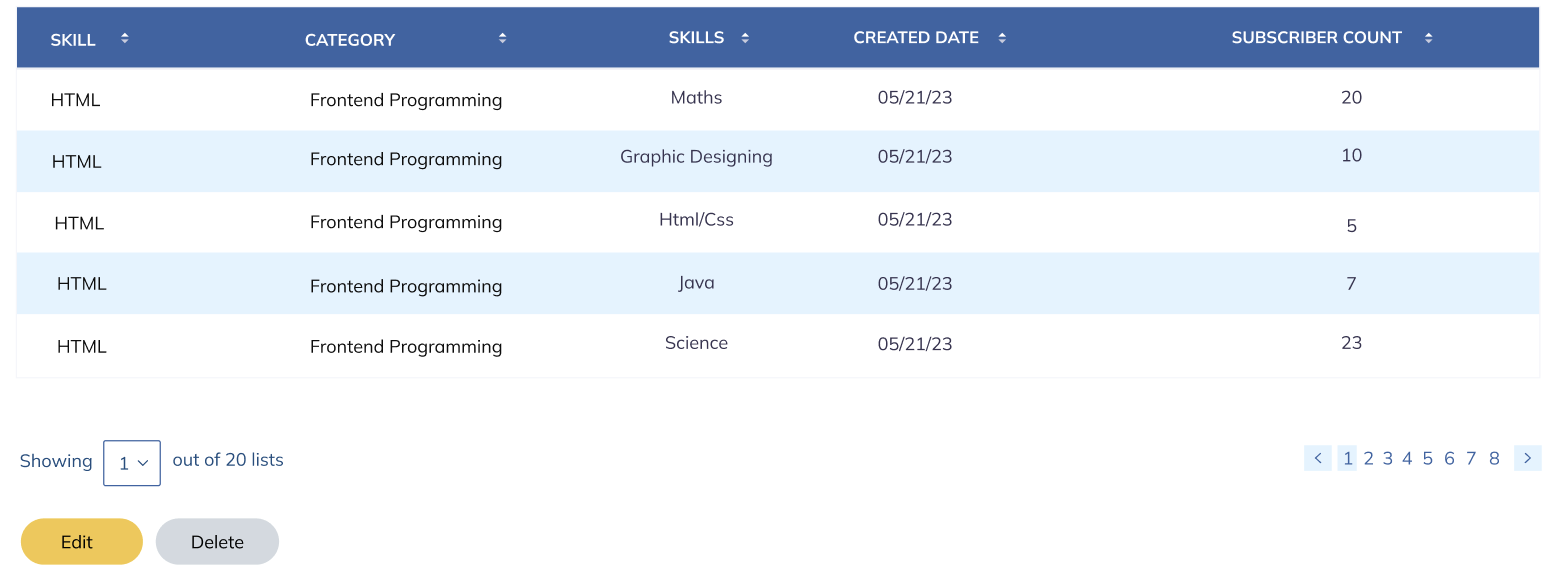 SKILL CATEGORY SKILLS CREATED DATE SUBSCRIBER COUNT
HTML Frontend Programming Maths 05/21/23 20
HTML Frontend Programming Graphic Designing 05/21/23 10
HTML Frontend Programming Html/Css 05/21/23 5
HTML Frontend Programming Java 05/21/23 7
HTML Frontend Programming Science 05/21/23 23
Showing 1 out of 20 lists < 1 2 3 4 5 6 7 8 >
Edit Delete